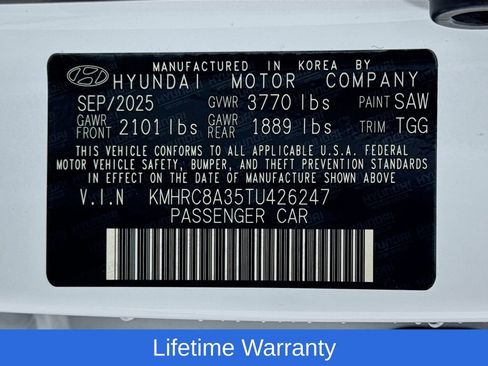 MANUFACTURED IN KOREA BY
HYUNDAI MOTOR COMPANY
SEP/2025 GVWR 3770 lbs PAINT SAW
GAWR FRONT 2101 lbs GAWR REAR 1889 lbs TRIM TGG
THIS VEHICLE CONFORMS TO ALL APPLICABLE U.S.A. FEDERAL
MOTOR VEHICLE SAFETY, BUMPER, AND THEFT PREVENTION STANDARDS
IN EFFECT ON THE DATE OF MANUFACTURE SHOWN ABOVE.
V.I.N KMHRC8A35TU426247
PASSENGER CAR
Lifetime Warranty